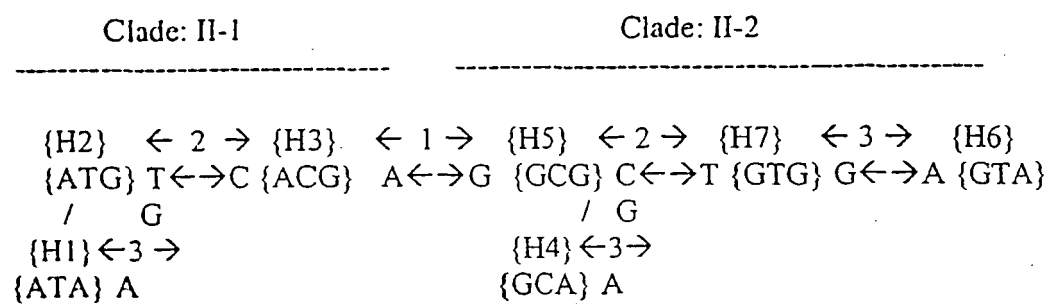 Clade: II-1 Clade: II-2
{H2} ← 2 → {H3} ← 1 → {H5} ← 2 → {H7} ← 3 → {H6}
{ATG} T←→C {ACG} A←→G {GCG} C←→T {GTG} G←→A {GTA}
/ G / G
{H1}←3→ {H4}←3→
{ATA} A {GCA} A